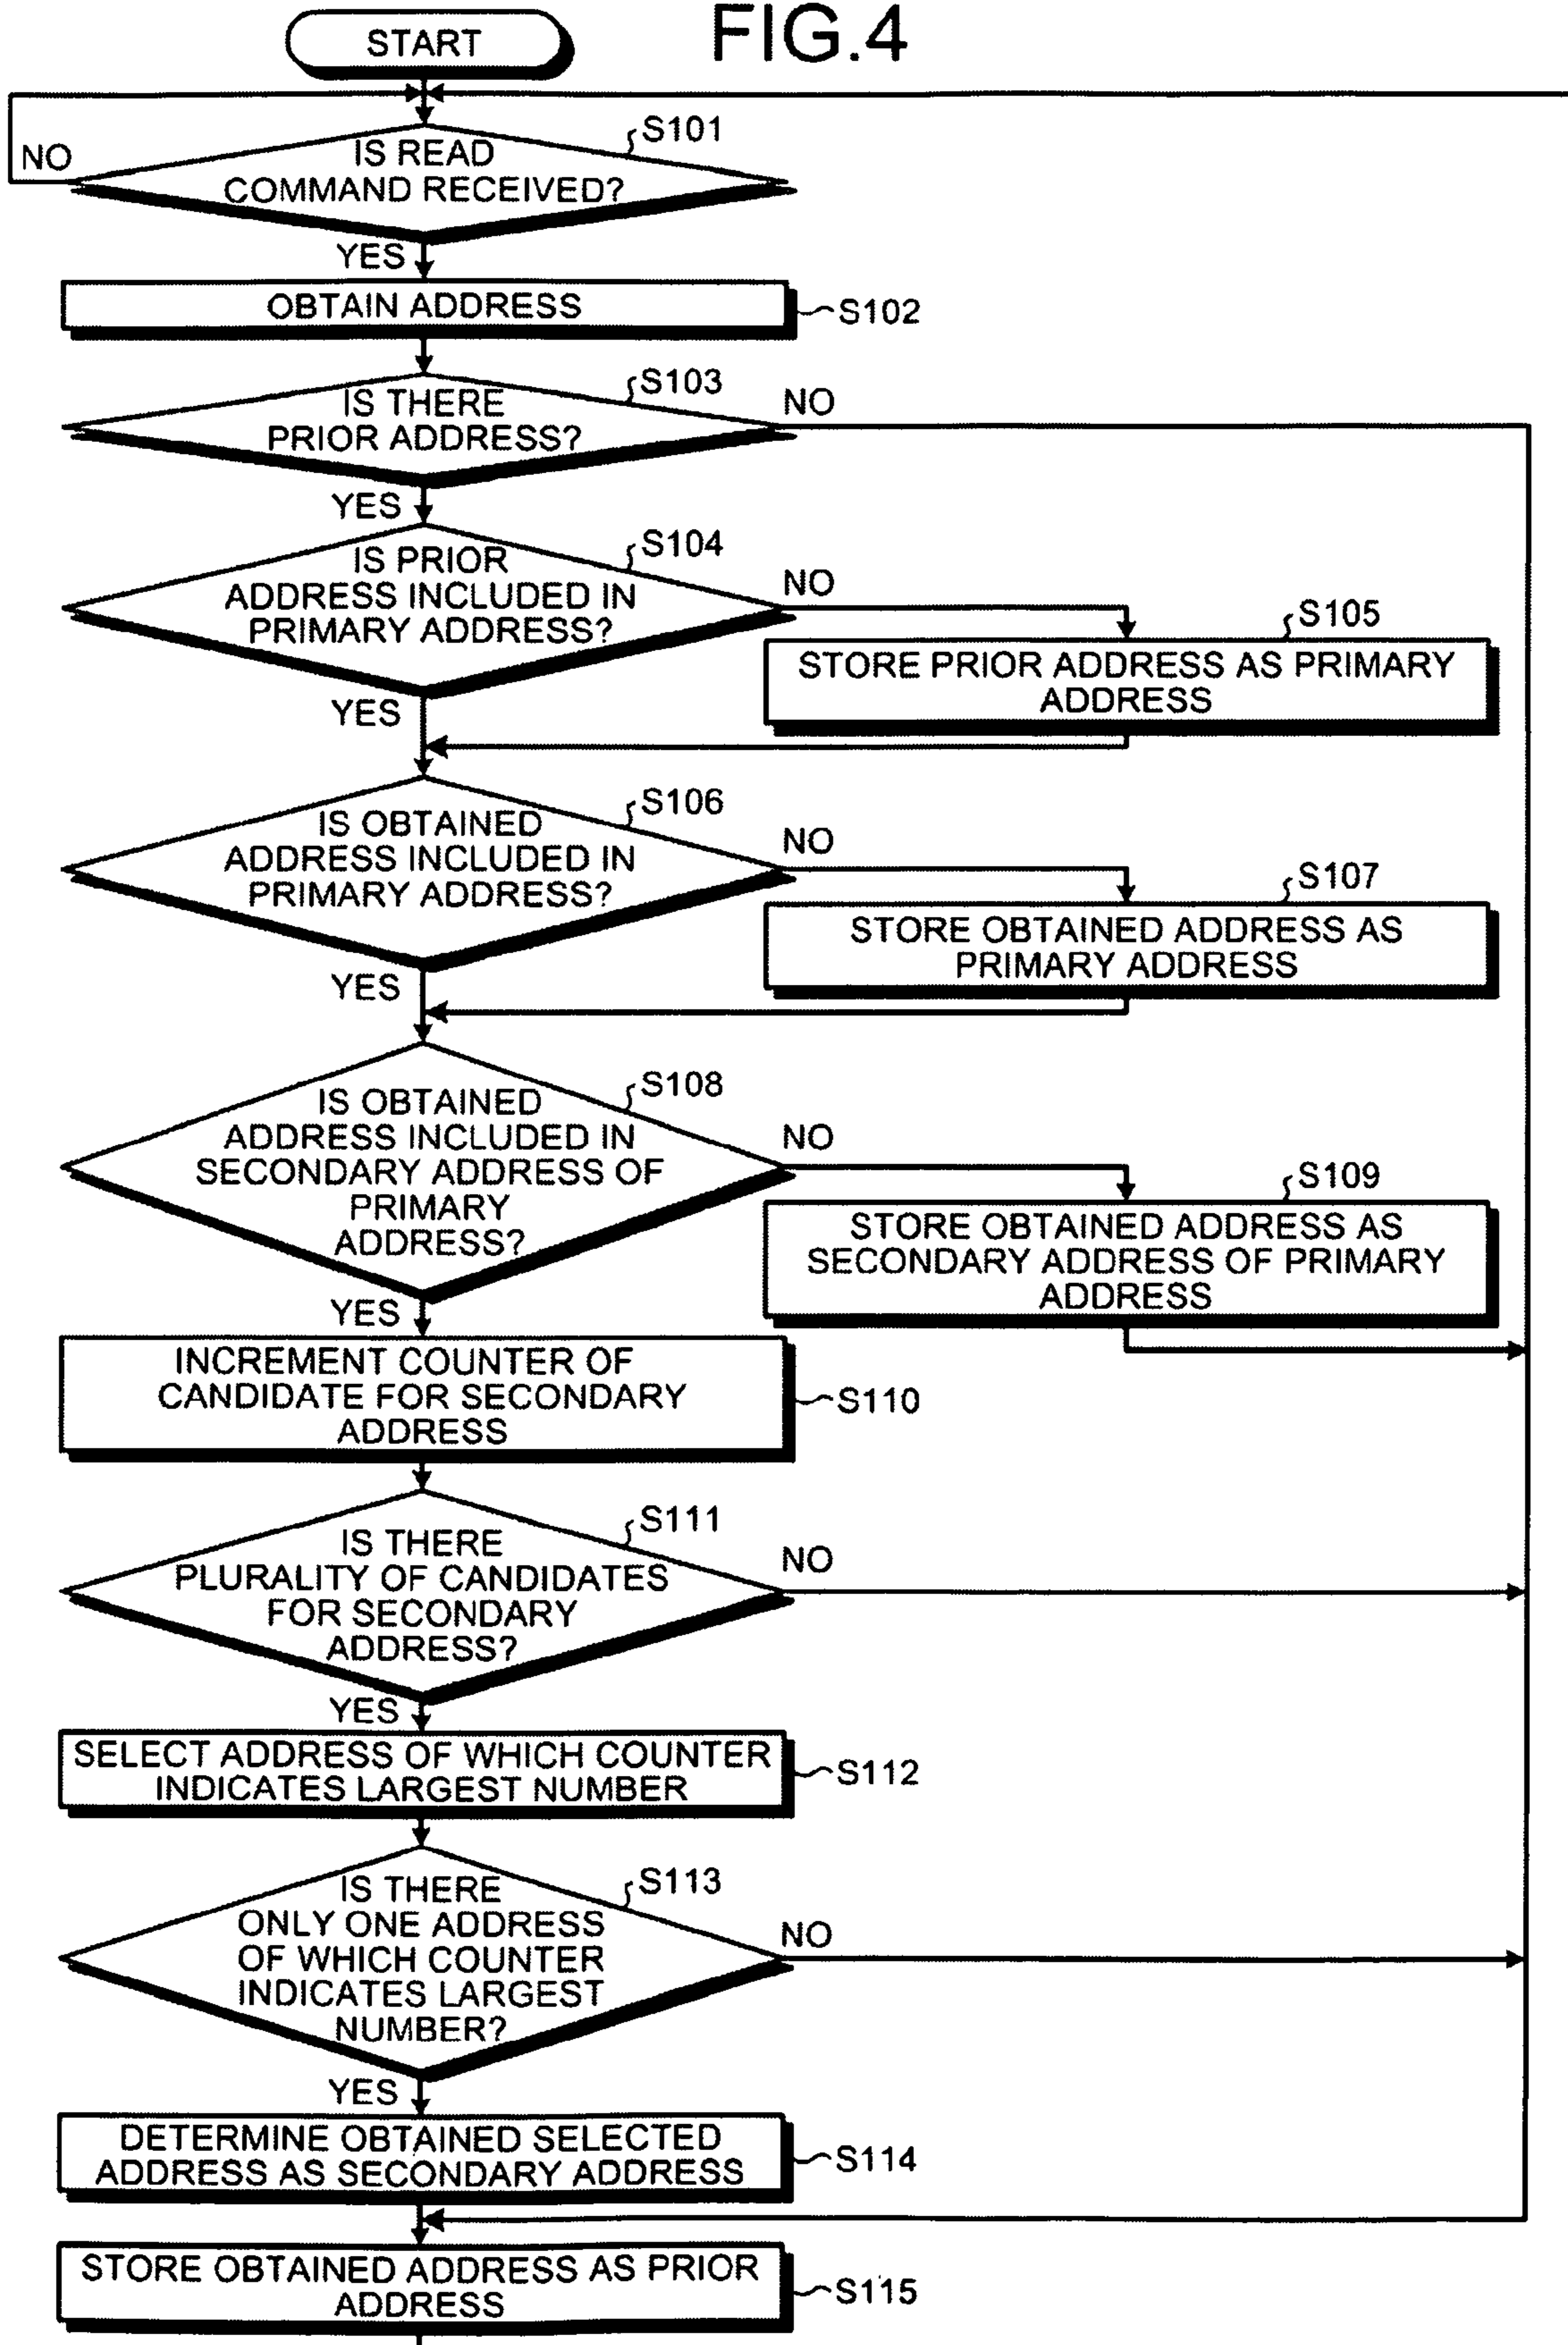 FIG.4
START
S101
IS READ
COMMAND RECEIVED?
NO
YES
OBTAIN ADDRESS
S102
S103
IS THERE
PRIOR ADDRESS?
NO
YES
S104
IS PRIOR
ADDRESS INCLUDED IN
PRIMARY ADDRESS?
NO
YES
S105
STORE PRIOR ADDRESS AS PRIMARY
ADDRESS
S106
IS OBTAINED
ADDRESS INCLUDED IN
PRIMARY ADDRESS?
NO
YES
S107
STORE OBTAINED ADDRESS AS
PRIMARY ADDRESS
S108
IS OBTAINED
ADDRESS INCLUDED IN
SECONDARY ADDRESS OF
PRIMARY
ADDRESS?
NO
YES
S109
STORE OBTAINED ADDRESS AS
SECONDARY ADDRESS OF PRIMARY
ADDRESS
INCREMENT COUNTER OF
CANDIDATE FOR SECONDARY
ADDRESS
S110
S111
IS THERE
PLURALITY OF CANDIDATES
FOR SECONDARY
ADDRESS?
NO
YES
SELECT ADDRESS OF WHICH COUNTER
INDICATES LARGEST NUMBER
S112
S113
IS THERE
ONLY ONE ADDRESS
OF WHICH COUNTER
INDICATES LARGEST
NUMBER?
NO
YES
DETERMINE OBTAINED SELECTED
ADDRESS AS SECONDARY ADDRESS
S114
STORE OBTAINED ADDRESS AS PRIOR
ADDRESS
S115